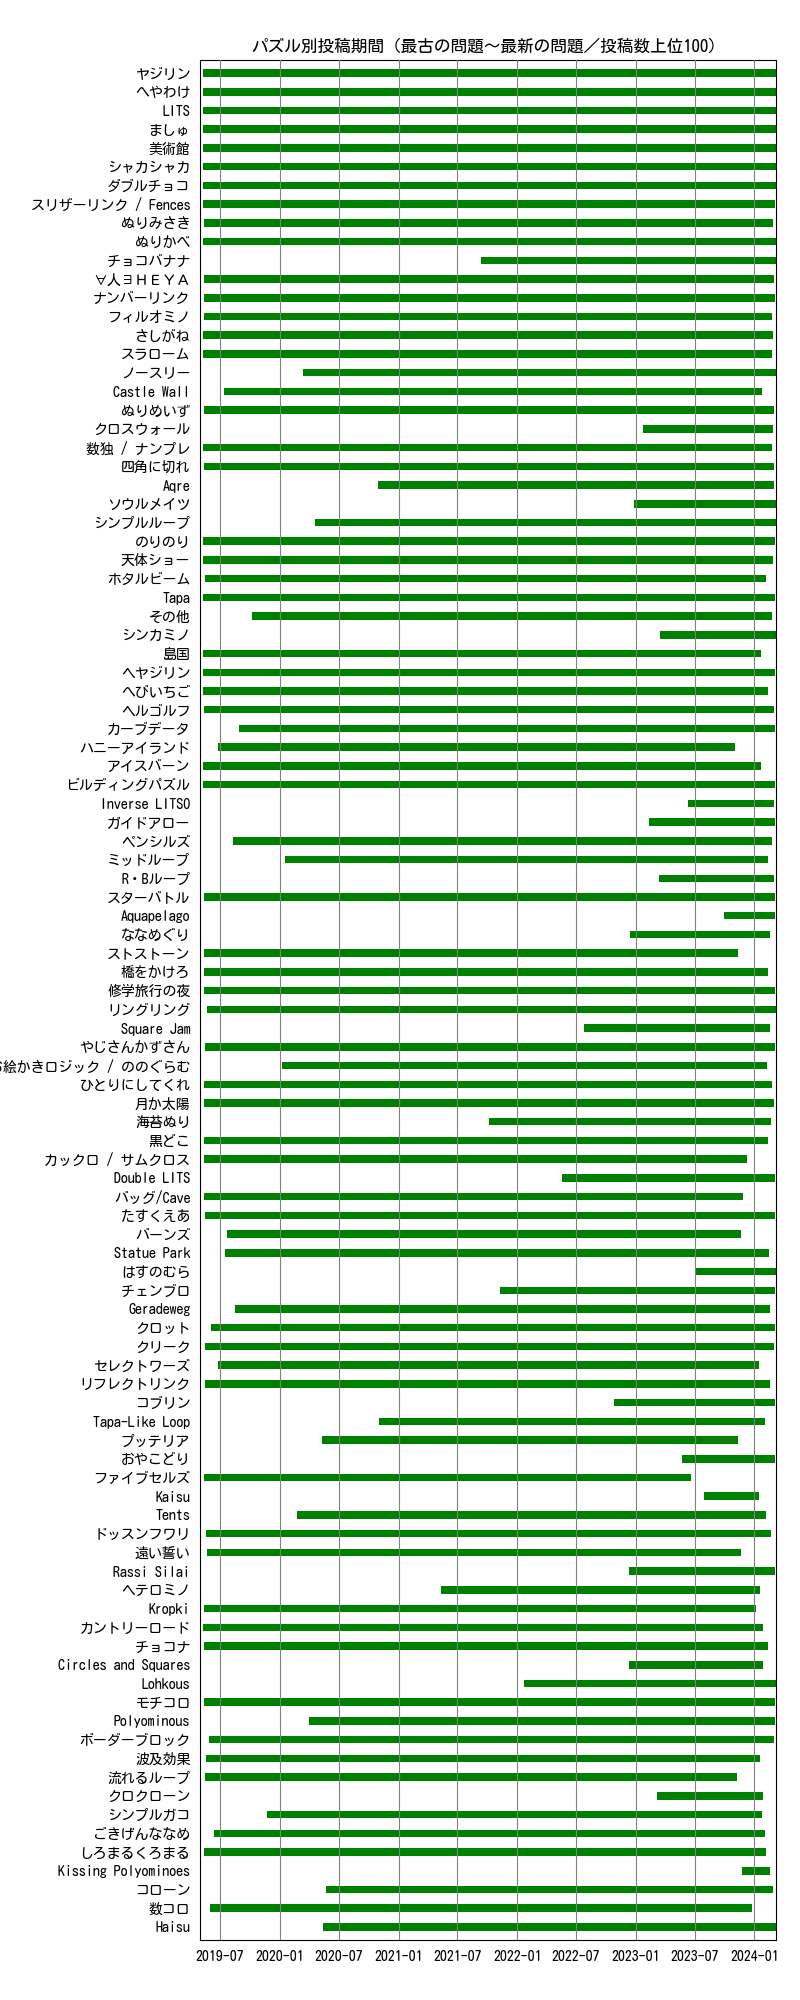 パズル別投稿期間（最古の問題～最新の問題／投稿数上位100）
ヤジリン
へやわけ
LITS
ましゅ
美術館
シャカシャカ
ダブルチョコ
スリザーリンク / Fences
ぬりみさき
ぬりかべ
チョコバナナ
∀人∃ＨＥＹＡ
ナンバーリンク
フィルオミノ
さしがね
スラローム
ノースリー
Castle Wall
ぬりめいず
クロスウォール
数独 / ナンプレ
四角に切れ
Aqre
ソウルメイツ
シンプルループ
のりのり
天体ショー
ホタルビーム
Tapa
その他
シンカミノ
島国
ヘヤジリン
へびいちご
ヘルゴルフ
カーブデータ
ハニーアイランド
アイスバーン
ビルディングパズル
Inverse LITSO
ガイドアロー
ペンシルズ
ミッドループ
R・Bループ
スターバトル
Aquapelago
ななめぐり
ストストーン
橋をかけろ
修学旅行の夜
リングリング
Square Jam
やじさんかずさん
絵かきロジック / ののぐらむ
ひとりにしてくれ
月か太陽
海苔ぬり
黒どこ
カックロ / サムクロス
Double LITS
バッグ/Cave
たすくえあ
バーンズ
Statue Park
はすのむら
チェンブロ
Geradeweg
クロット
クリーク
セレクトワーズ
リフレクトリンク
コブリン
Tapa-Like Loop
プッテリア
おやこどり
ファイブセルズ
Kaisu
Tents
ドッスンフワリ
遠い誓い
Rassi Silai
ヘテロミノ
Kropki
カントリーロード
チョコナ
Circles and Squares
Lohkous
モチコロ
Polyominous
ボーダーブロック
波及効果
流れるループ
クロクローン
シンプルガコ
ごきげんななめ
しろまるくろまる
Kissing Polyominoes
コローン
数コロ
Haisu
2019-07 2020-01 2020-07 2021-01 2021-07 2022-01 2022-07 2023-01 2023-07 2024-01